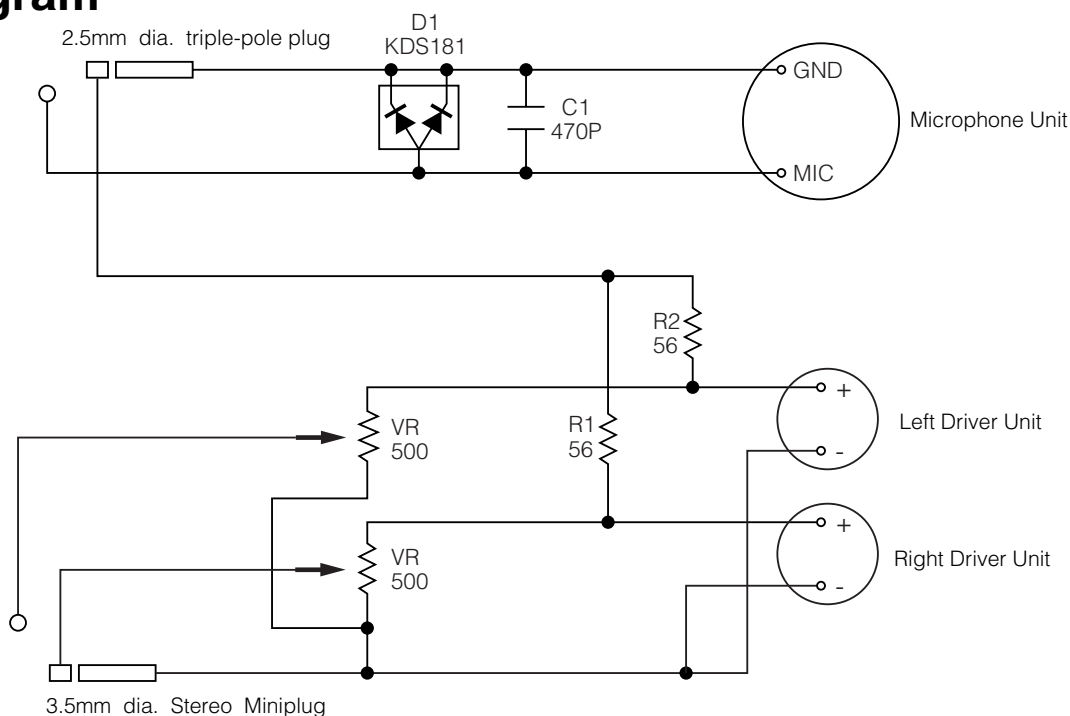 gram
2.5mm dia. triple-pole plug
D1
KDS181
C1
470P
GND
MIC
Microphone Unit
R2
56
R1
56
VR
500
+
-
Left Driver Unit
VR
500
+
-
Right Driver Unit
3.5mm dia. Stereo Miniplug